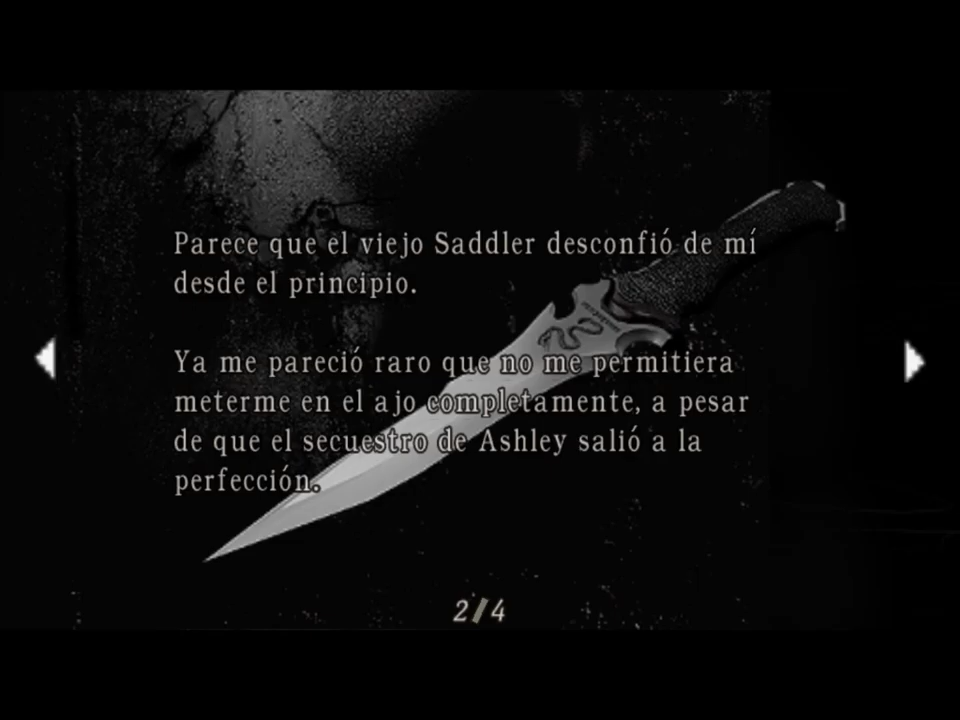 Parece que el viejo Saddler desconfió de mí
desde el principio.
Ya me pareció raro que no me permitiera
meterme en el ajo completamente, a pesar
de que el secuestro de Ashley salió a la
perfección.
2/4